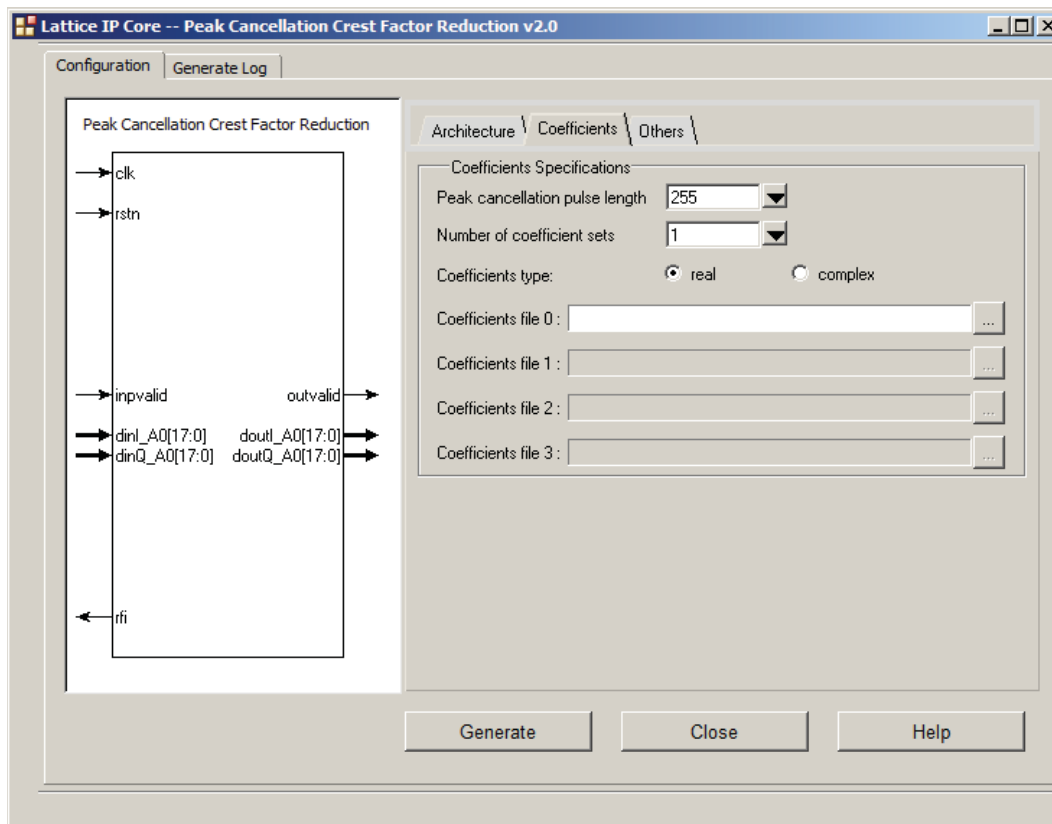 Lattice IP Core -- Peak Cancellation Crest Factor Reduction v2.0
Configuration
Generate Log
Peak Cancellation Crest Factor Reduction
clk
rstn
inpvalid
outvalid
dinI_A0[17:0]
doutI_A0[17:0]
dinQ_A0[17:0]
doutQ_A0[17:0]
rfi
Architecture
Coefficients
Others
Coefficients Specifications
Peak cancellation pulse length
255
Number of coefficient sets
1
Coefficients type:
real
complex
Coefficients file 0 :
...
Coefficients file 1 :
...
Coefficients file 2 :
...
Coefficients file 3 :
...
Generate
Close
Help